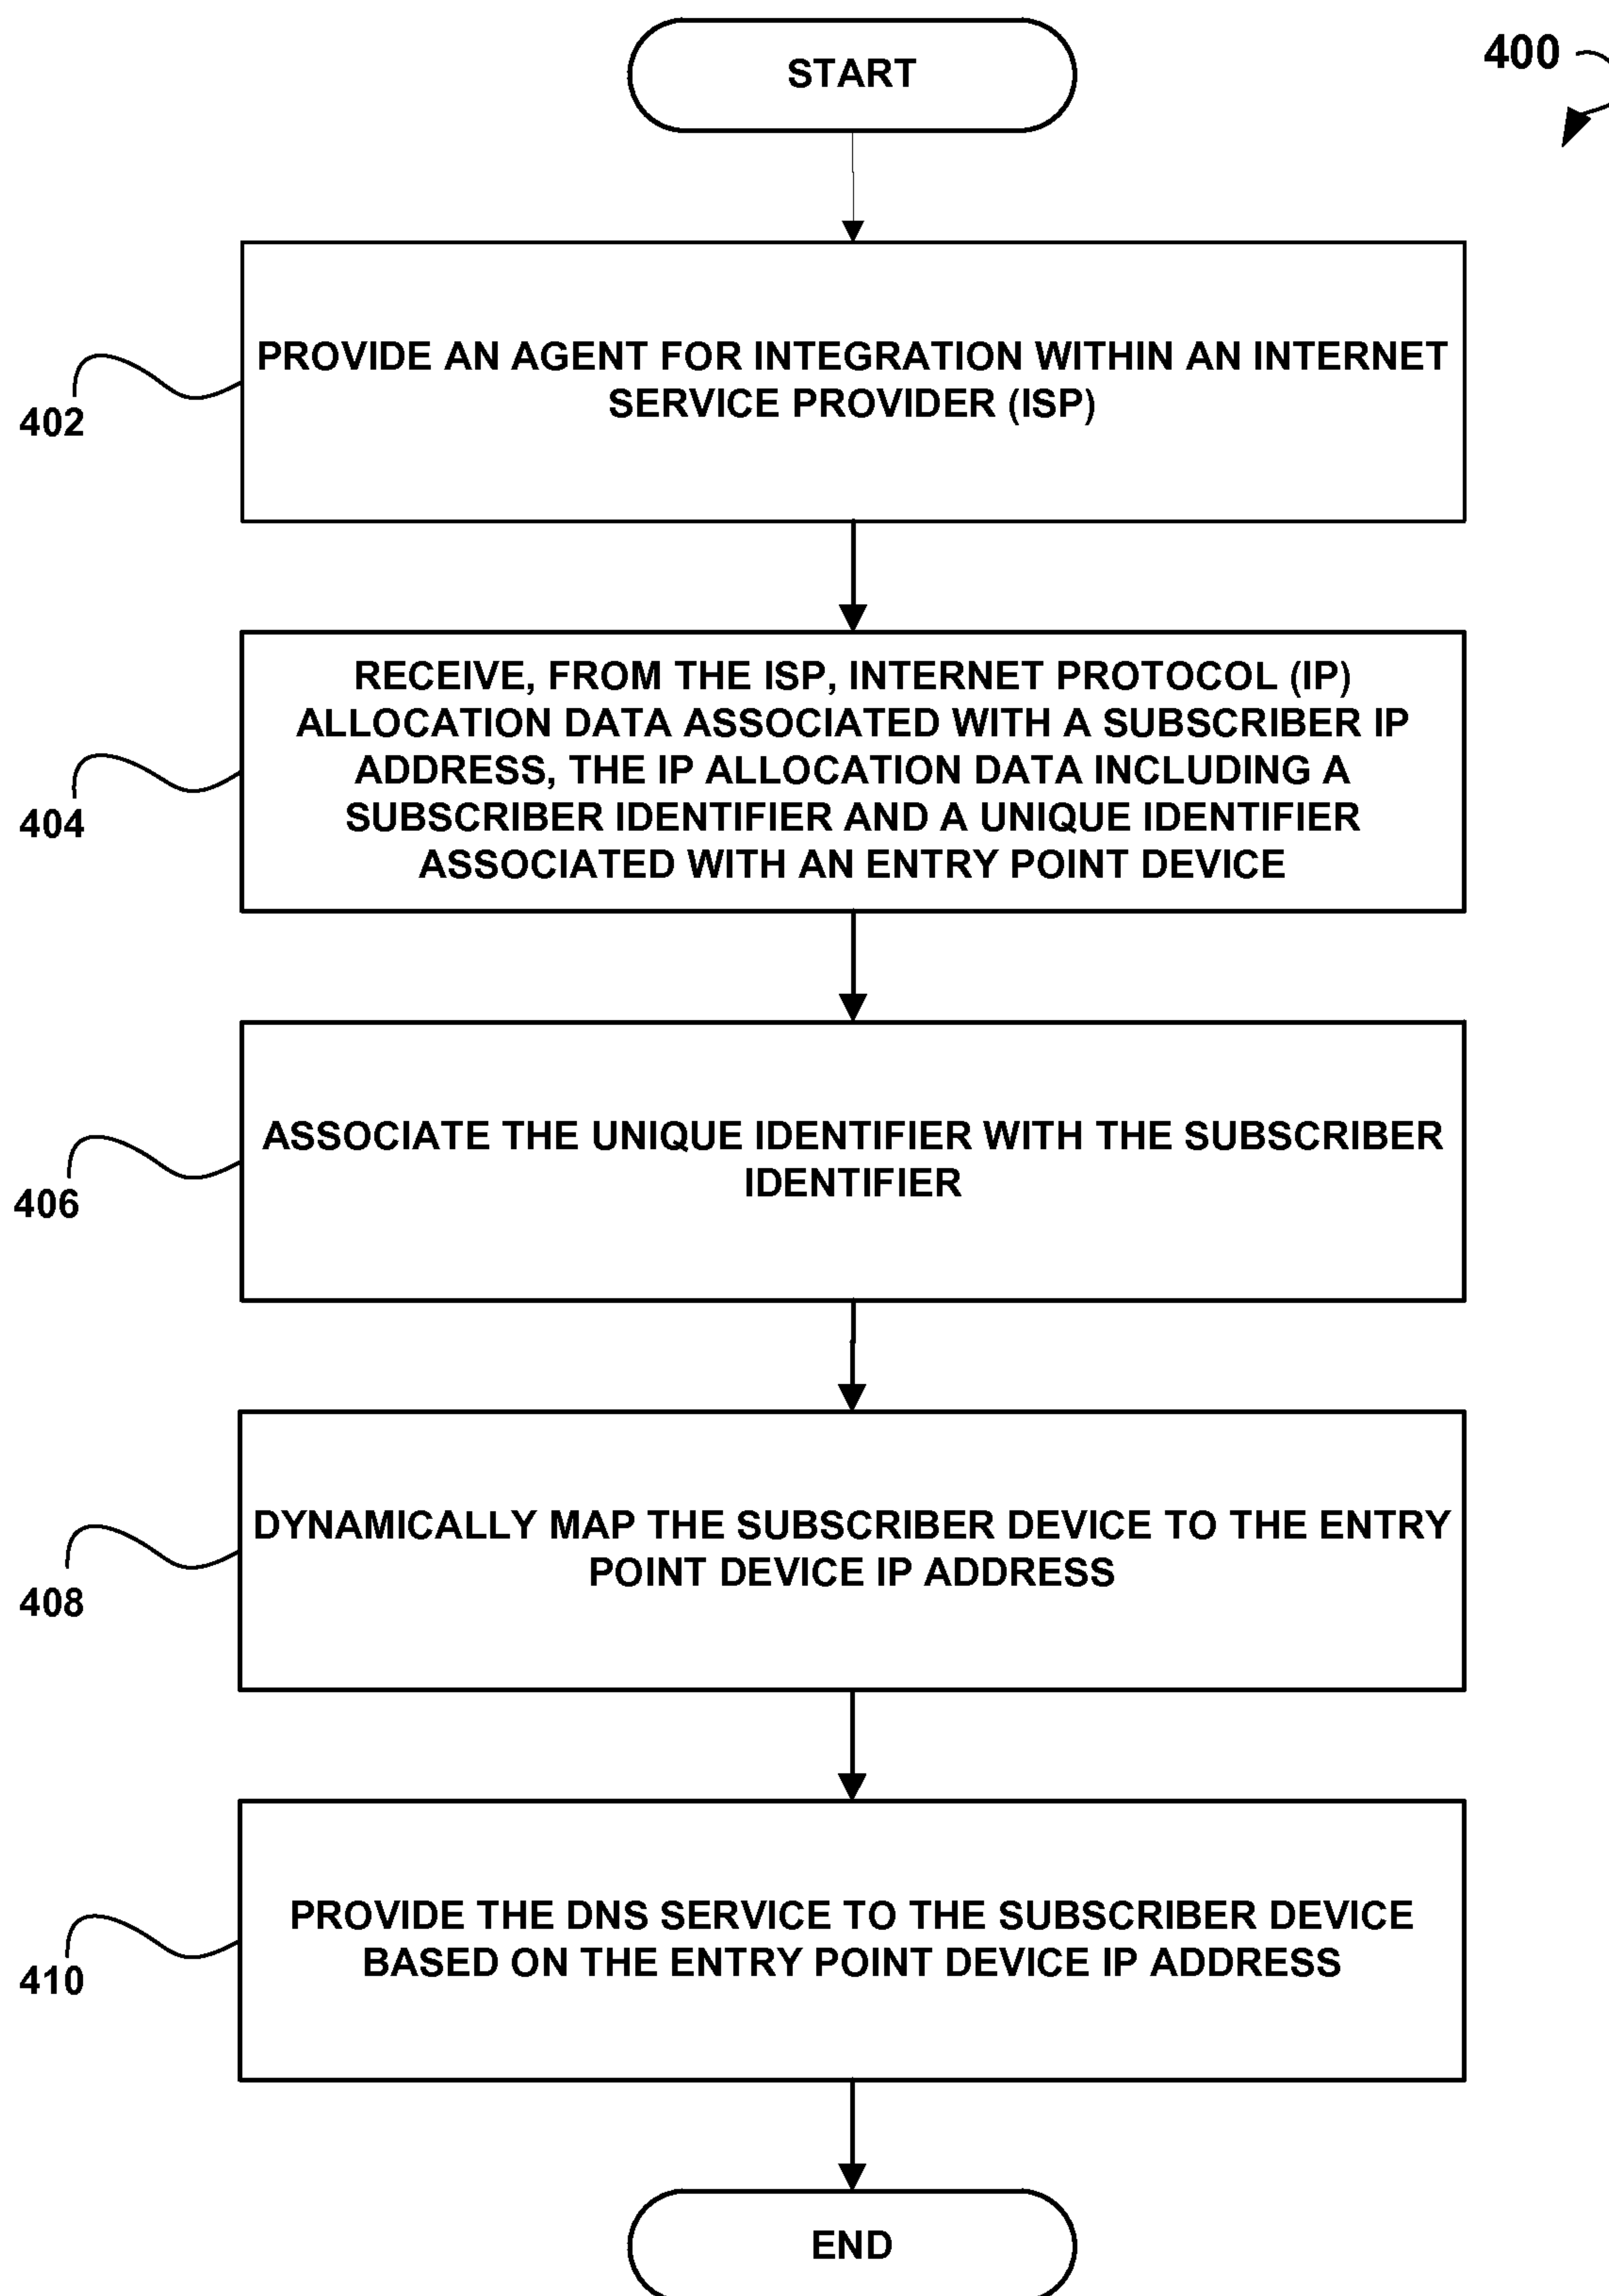 START
400
PROVIDE AN AGENT FOR INTEGRATION WITHIN AN INTERNET
SERVICE PROVIDER (ISP)
402
RECEIVE, FROM THE ISP, INTERNET PROTOCOL (IP)
ALLOCATION DATA ASSOCIATED WITH A SUBSCRIBER IP
ADDRESS, THE IP ALLOCATION DATA INCLUDING A
SUBSCRIBER IDENTIFIER AND A UNIQUE IDENTIFIER
ASSOCIATED WITH AN ENTRY POINT DEVICE
404
ASSOCIATE THE UNIQUE IDENTIFIER WITH THE SUBSCRIBER
IDENTIFIER
406
DYNAMICALLY MAP THE SUBSCRIBER DEVICE TO THE ENTRY
POINT DEVICE IP ADDRESS
408
PROVIDE THE DNS SERVICE TO THE SUBSCRIBER DEVICE
BASED ON THE ENTRY POINT DEVICE IP ADDRESS
410
END